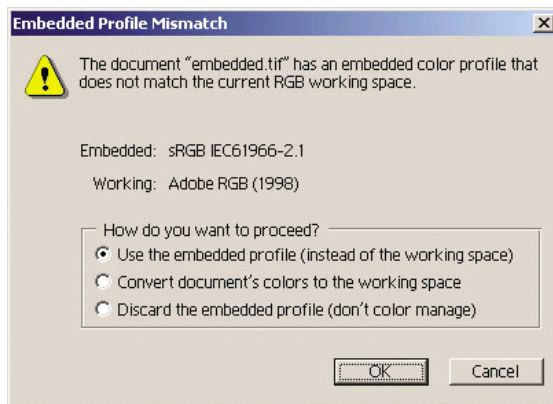 Embedded Profile Mismatch
The document “embedded.tif” has an embedded color profile that
does not match the current RGB working space.
Embedded: sRGB IEC61966-2.1
Working: Adobe RGB (1998)
How do you want to proceed?
Use the embedded profile (instead of the working space)
Convert document's colors to the working space
Discard the embedded profile (don't color manage)
OK
Cancel